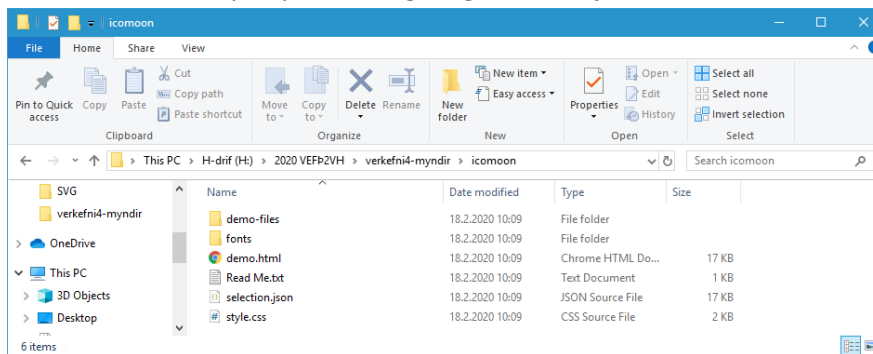 icomoon
File Home Share View
Pin to Quick access
Copy
Paste
Cut
Copy path
Paste shortcut
Clipboard
Move to
Copy to
Delete
Rename
Organize
New folder
New item
Easy access
New
Properties
Open
Edit
History
Open
Select all
Select none
Invert selection
Select
This PC > H-drif (H:) > 2020 VEFÞ2VH > verkefni4-myndir > icomoon
Search icomoon
SVG
verkefni4-myndir
OneDrive
This PC
3D Objects
Desktop
Name Date modified Type Size
demo-files 18.2.2020 10:09 File folder
fonts 18.2.2020 10:09 File folder
demo.html 18.2.2020 10:09 Chrome HTML Do... 17 KB
Read Me.txt 18.2.2020 10:09 Text Document 1 KB
selection.json 18.2.2020 10:09 JSON Source File 17 KB
style.css 18.2.2020 10:09 CSS Source File 2 KB
6 items